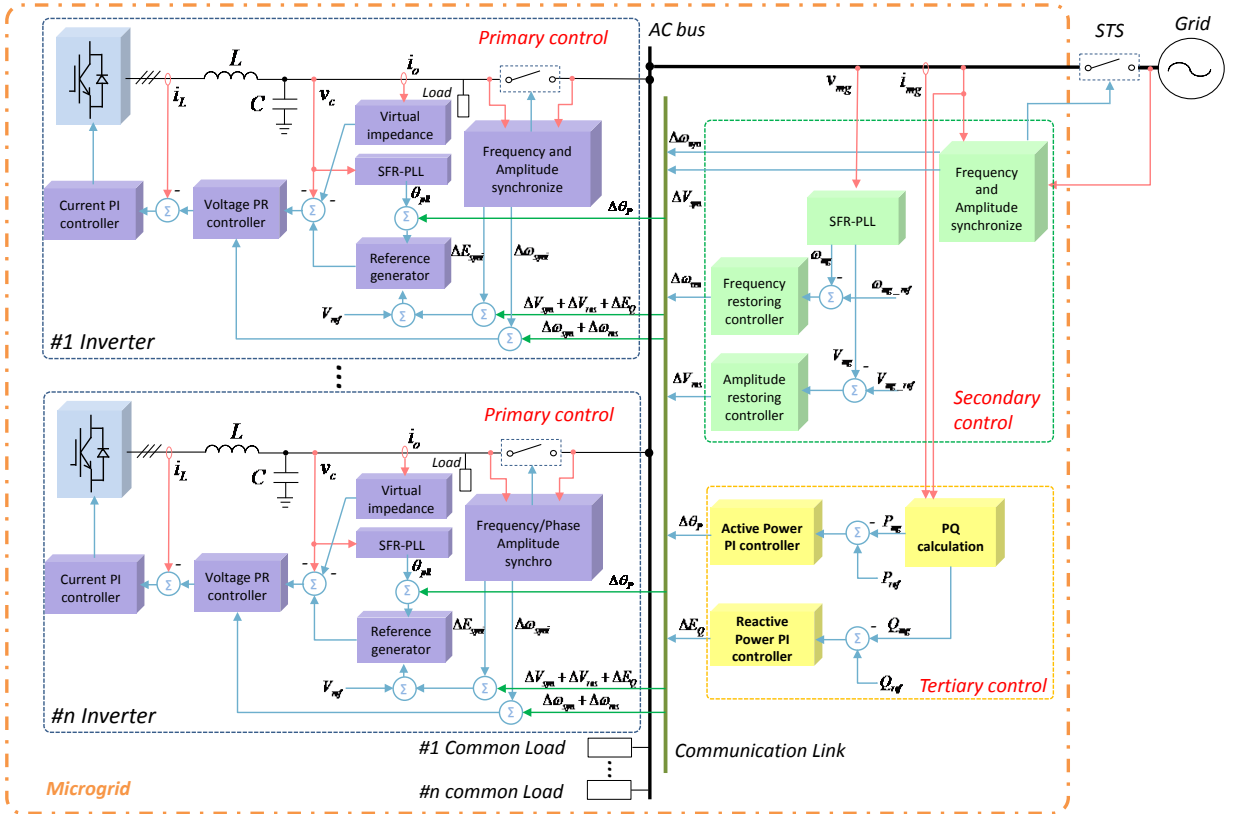 AC bus
STS
Grid
Primary control
L
i_o
Load
i_L
C
v_c
v_mg
i_mg
Virtual impedance
SFR-PLL
Frequency and Amplitude synchronize
θ_pll
Current PI controller
Σ
-
Voltage PR controller
Σ
-
-
Σ
Δθ_P
Reference generator
ΔE_syni
Δω_syni
V_ref
Σ
Σ
ΔV_syn + ΔV_res + ΔE_Q
Σ
Δω_syn + Δω_res
#1 Inverter
Δω_syn
ΔV_syn
Frequency and Amplitude synchronize
SFR-PLL
ω_mg
Δω_res
Frequency restoring controller
Σ
-
ω_mg_ref
V_mg
-
ΔV_res
Amplitude restoring controller
Σ
V_mg_ref
Secondary control
Primary control
L
i_o
Load
i_L
C
v_c
Virtual impedance
SFR-PLL
Frequency/Phase Amplitude synchro
θ_pll
Current PI controller
Σ
-
Voltage PR controller
Σ
-
-
Σ
Δθ_P
Reference generator
ΔE_syni
Δω_syni
V_ref
Σ
Σ
ΔV_syn + ΔV_res + ΔE_Q
Σ
Δω_syn + Δω_res
#n Inverter
Δθ_P
Active Power PI controller
Σ
-
P_mg
PQ calculation
P_ref
ΔE_Q
Reactive Power PI controller
Σ
-
Q_mg
Q_ref
Tertiary control
#1 Common Load
#n common Load
Communication Link
Microgrid